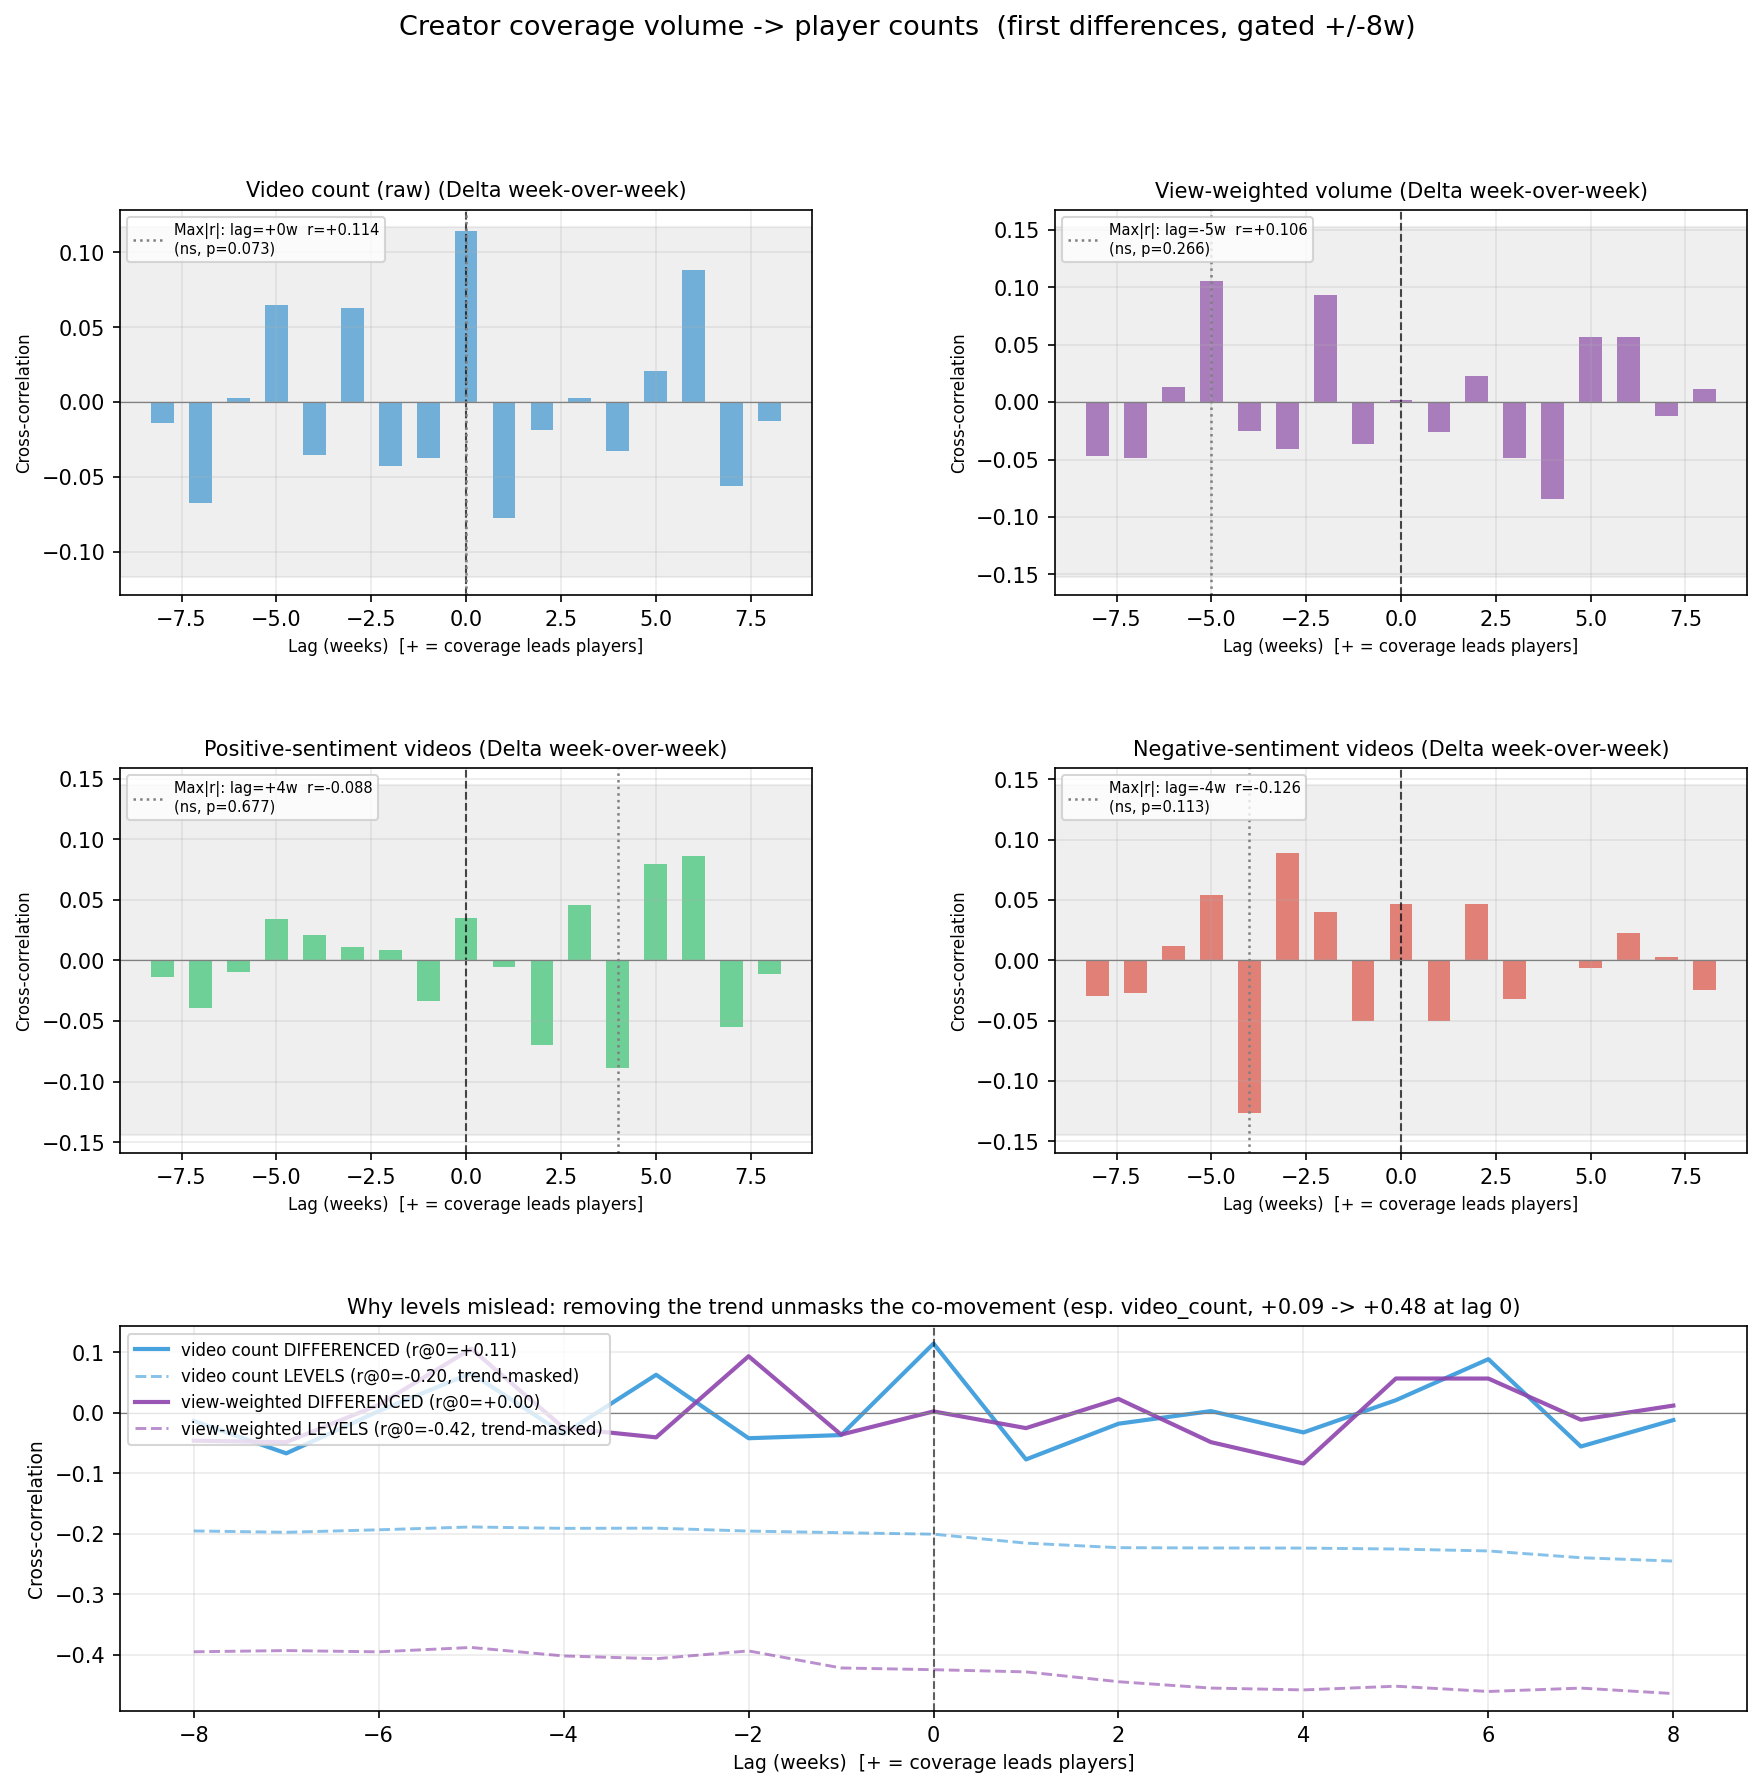 Creator coverage volume -> player counts  (first differences, gated +/-8w)
Video count (raw) (Delta week-over-week)
Max|r|: lag=+0w  r=+0.114
(ns, p=0.073)
0.10
0.05
0.00
−0.05
−0.10
Cross-correlation
−7.5 −5.0 −2.5 0.0 2.5 5.0 7.5
Lag (weeks)  [+ = coverage leads players]
View-weighted volume (Delta week-over-week)
Max|r|: lag=-5w  r=+0.106
(ns, p=0.266)
0.15
0.10
0.05
0.00
−0.05
−0.10
−0.15
Cross-correlation
−7.5 −5.0 −2.5 0.0 2.5 5.0 7.5
Lag (weeks)  [+ = coverage leads players]
Positive-sentiment videos (Delta week-over-week)
Max|r|: lag=+4w  r=-0.088
(ns, p=0.677)
0.15
0.10
0.05
0.00
−0.05
−0.10
−0.15
Cross-correlation
−7.5 −5.0 −2.5 0.0 2.5 5.0 7.5
Lag (weeks)  [+ = coverage leads players]
Negative-sentiment videos (Delta week-over-week)
Max|r|: lag=-4w  r=-0.126
(ns, p=0.113)
0.15
0.10
0.05
0.00
−0.05
−0.10
−0.15
Cross-correlation
−7.5 −5.0 −2.5 0.0 2.5 5.0 7.5
Lag (weeks)  [+ = coverage leads players]
Why levels mislead: removing the trend unmasks the co-movement (esp. video_count, +0.09 -> +0.48 at lag 0)
video count DIFFERENCED (r@0=+0.11)
video count LEVELS (r@0=-0.20, trend-masked)
view-weighted DIFFERENCED (r@0=+0.00)
view-weighted LEVELS (r@0=-0.42, trend-masked)
0.1
0.0
−0.1
−0.2
−0.3
−0.4
Cross-correlation
−8 −6 −4 −2 0 2 4 6 8
Lag (weeks)  [+ = coverage leads players]